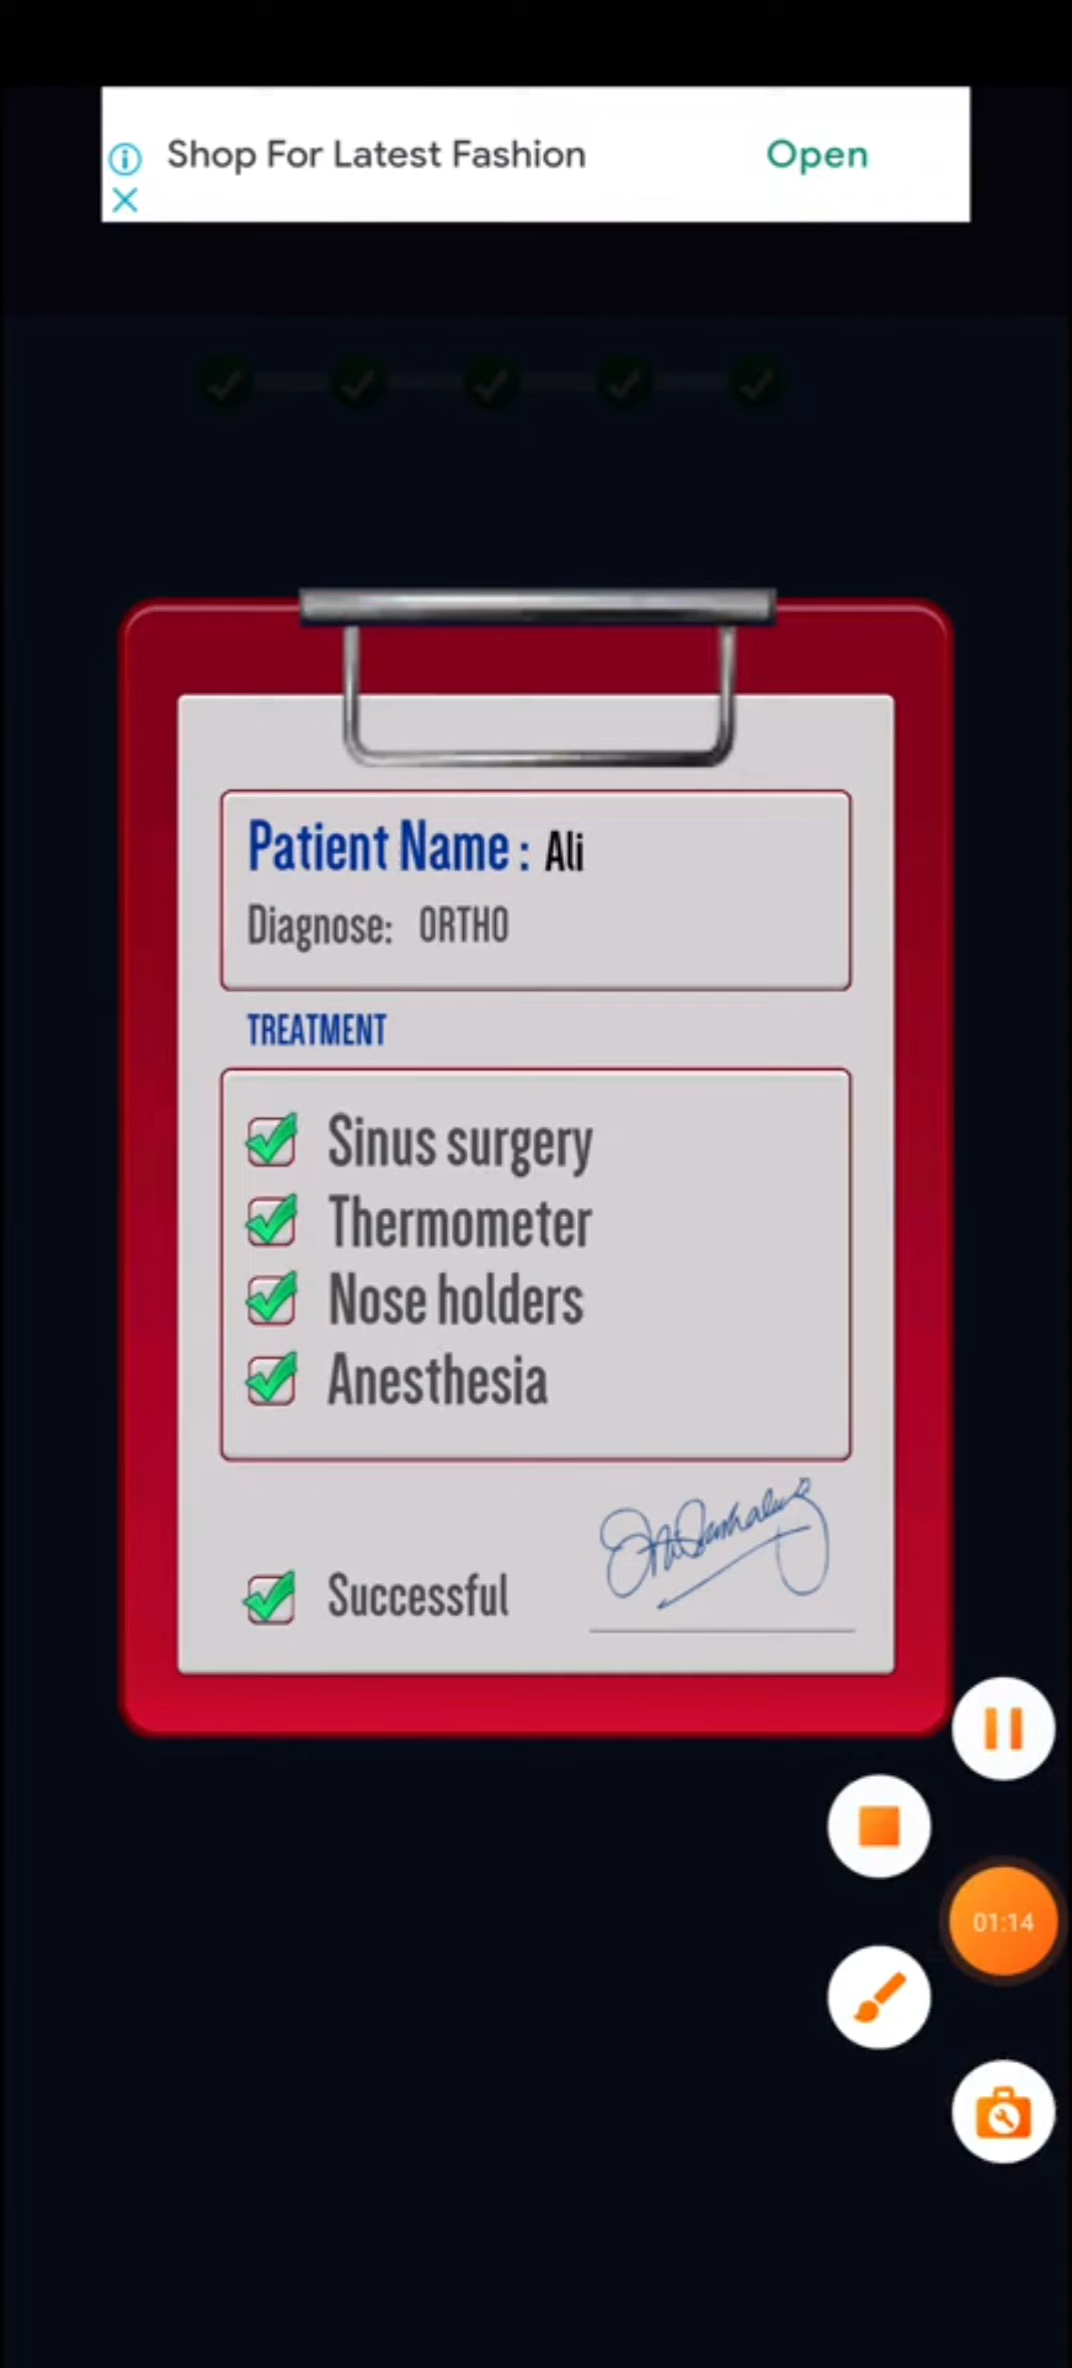 Shop For Latest Fashion
Open
Patient Name : Ali
Diagnose: ORTHO
TREATMENT
Sinus surgery
Thermometer
Nose holders
Anesthesia
Successful
01:14